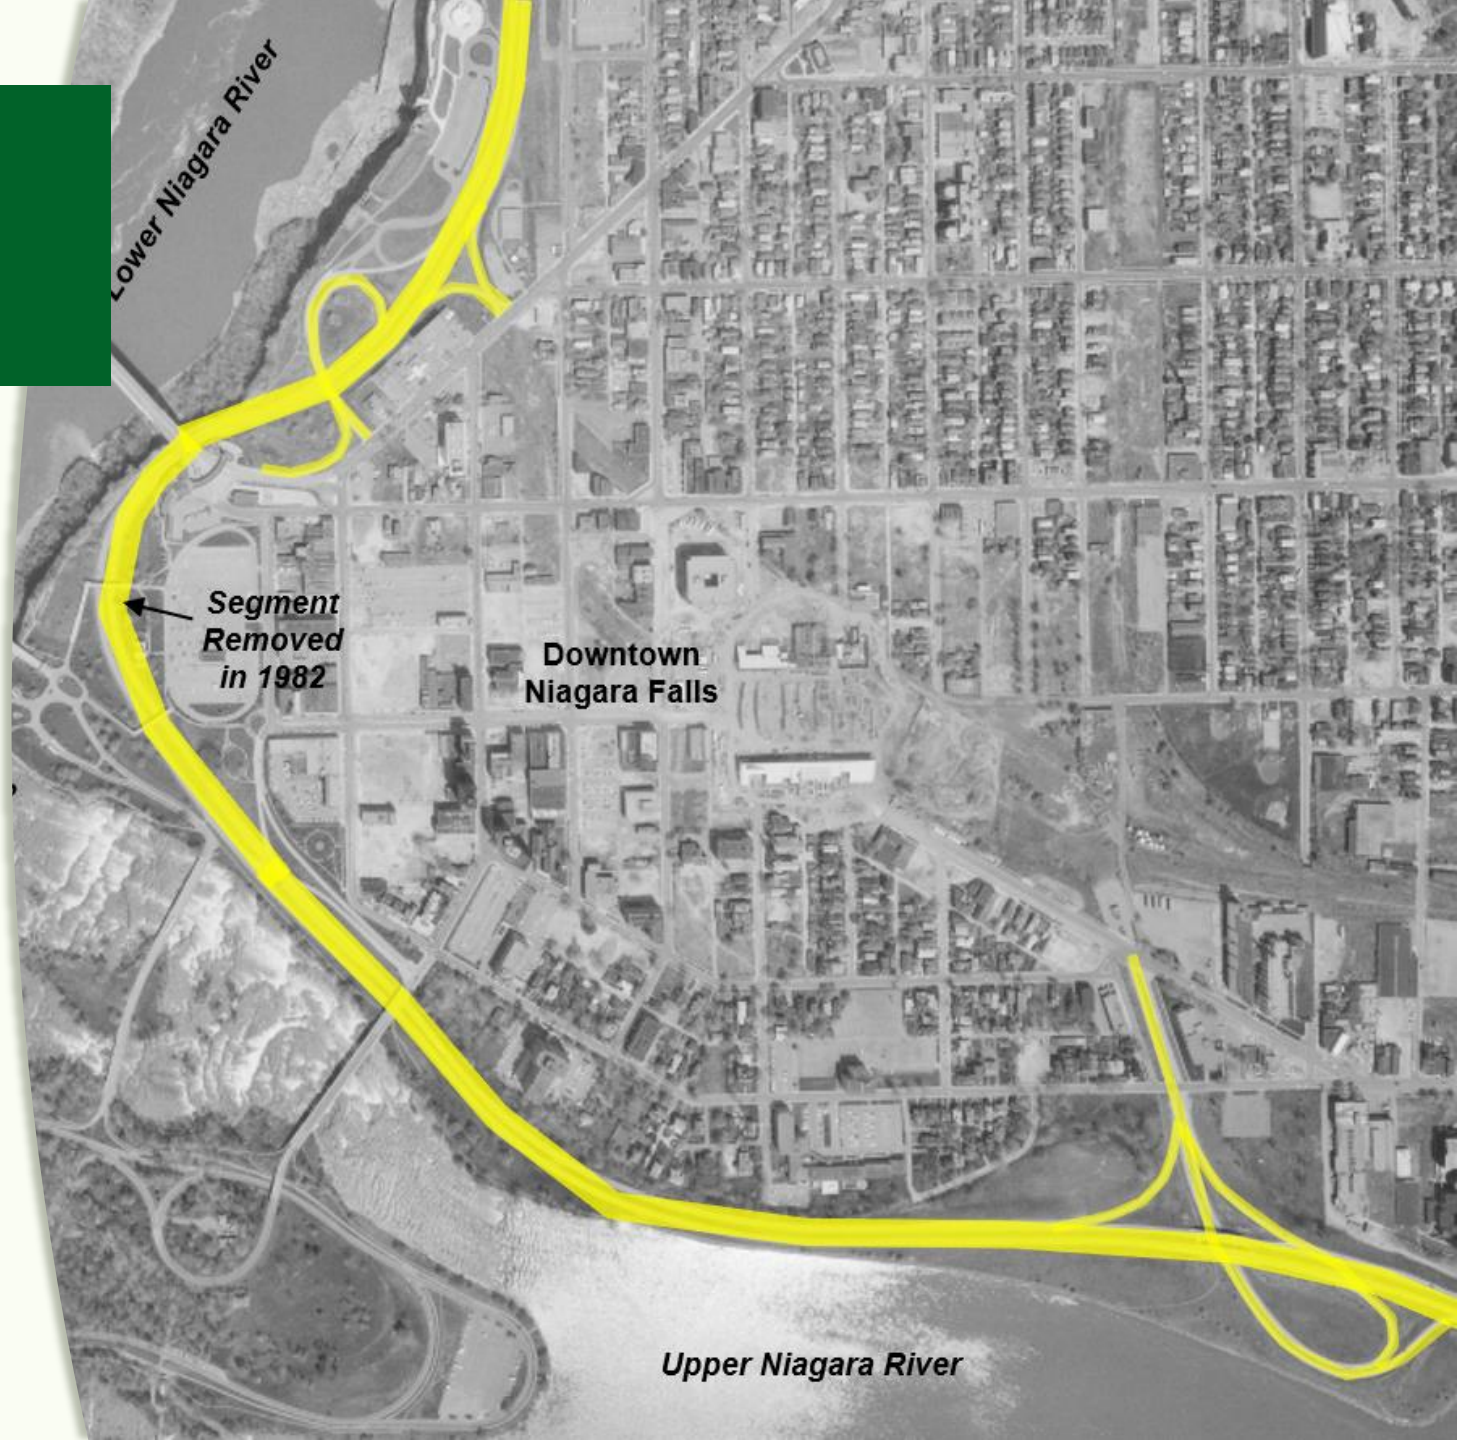 Lower Niagara River
Segment
Removed
in 1982
Downtown
Niagara Falls
Upper Niagara River